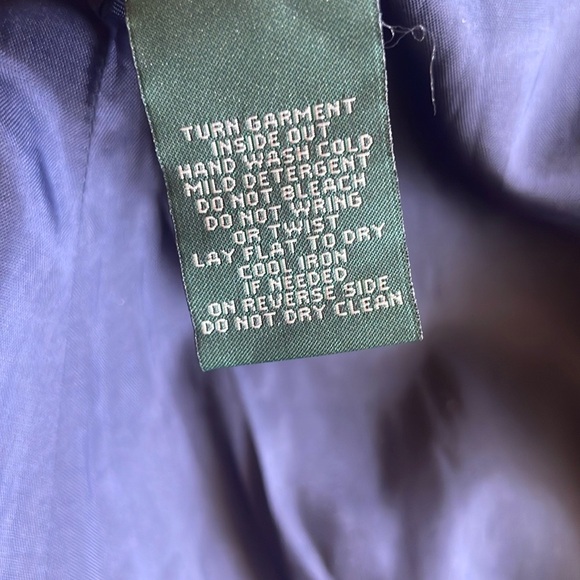 TURN GARMENT
INSIDE OUT
HAND WASH COLD
MILD DETERGENT
DO NOT BLEACH
DO NOT WRING
OR TWIST
LAY FLAT TO DRY
COOL IRON
IF NEEDED
ON REVERSE SIDE
DO NOT DRY CLEAN